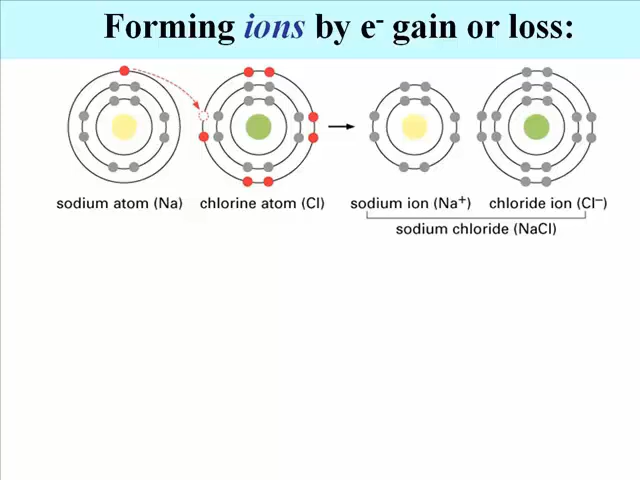 Forming ions by e⁻ gain or loss:
sodium atom (Na) chlorine atom (Cl) sodium ion (Na⁺) chloride ion (Cl⁻)
sodium chloride (NaCl)